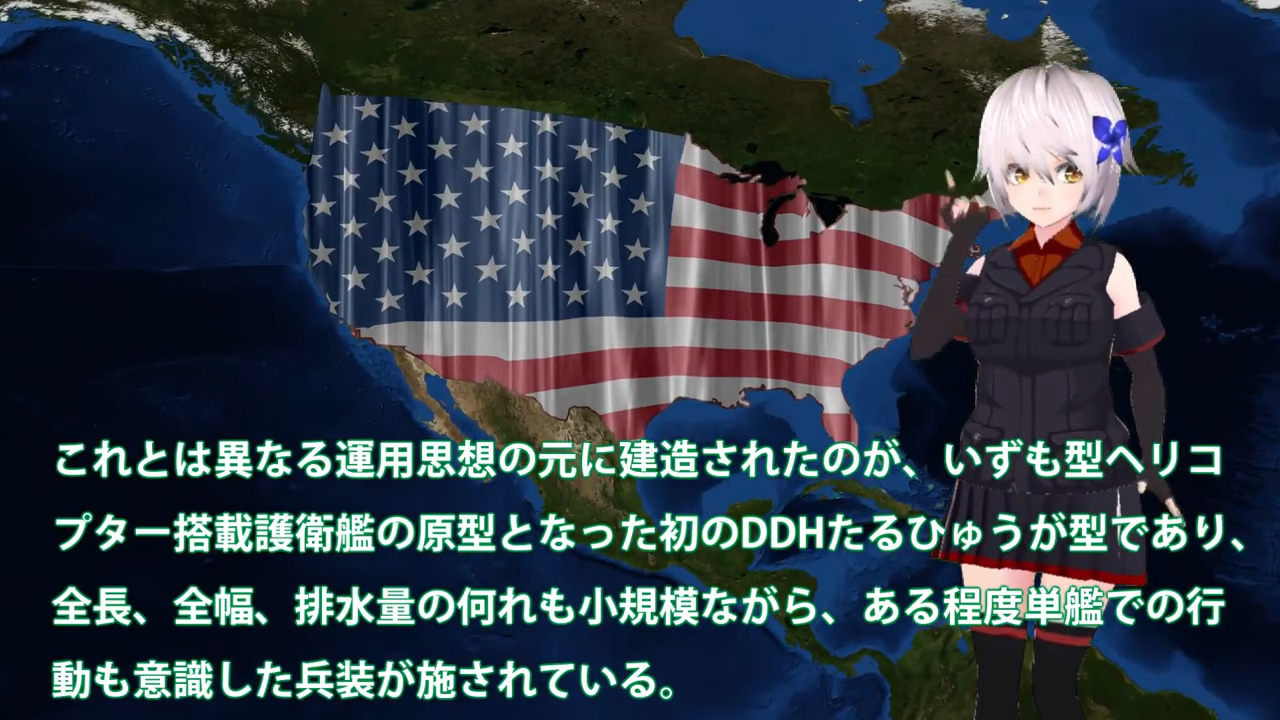 これとは異なる運用思想の元に建造されたのが、いずも型ヘリコ
プター搭載護衛艦の原型となった初のDDHたるひゅうが型であり、
全長、全幅、排水量の何れも小規模ながら、ある程度単艦での行
動も意識した兵装が施されている。